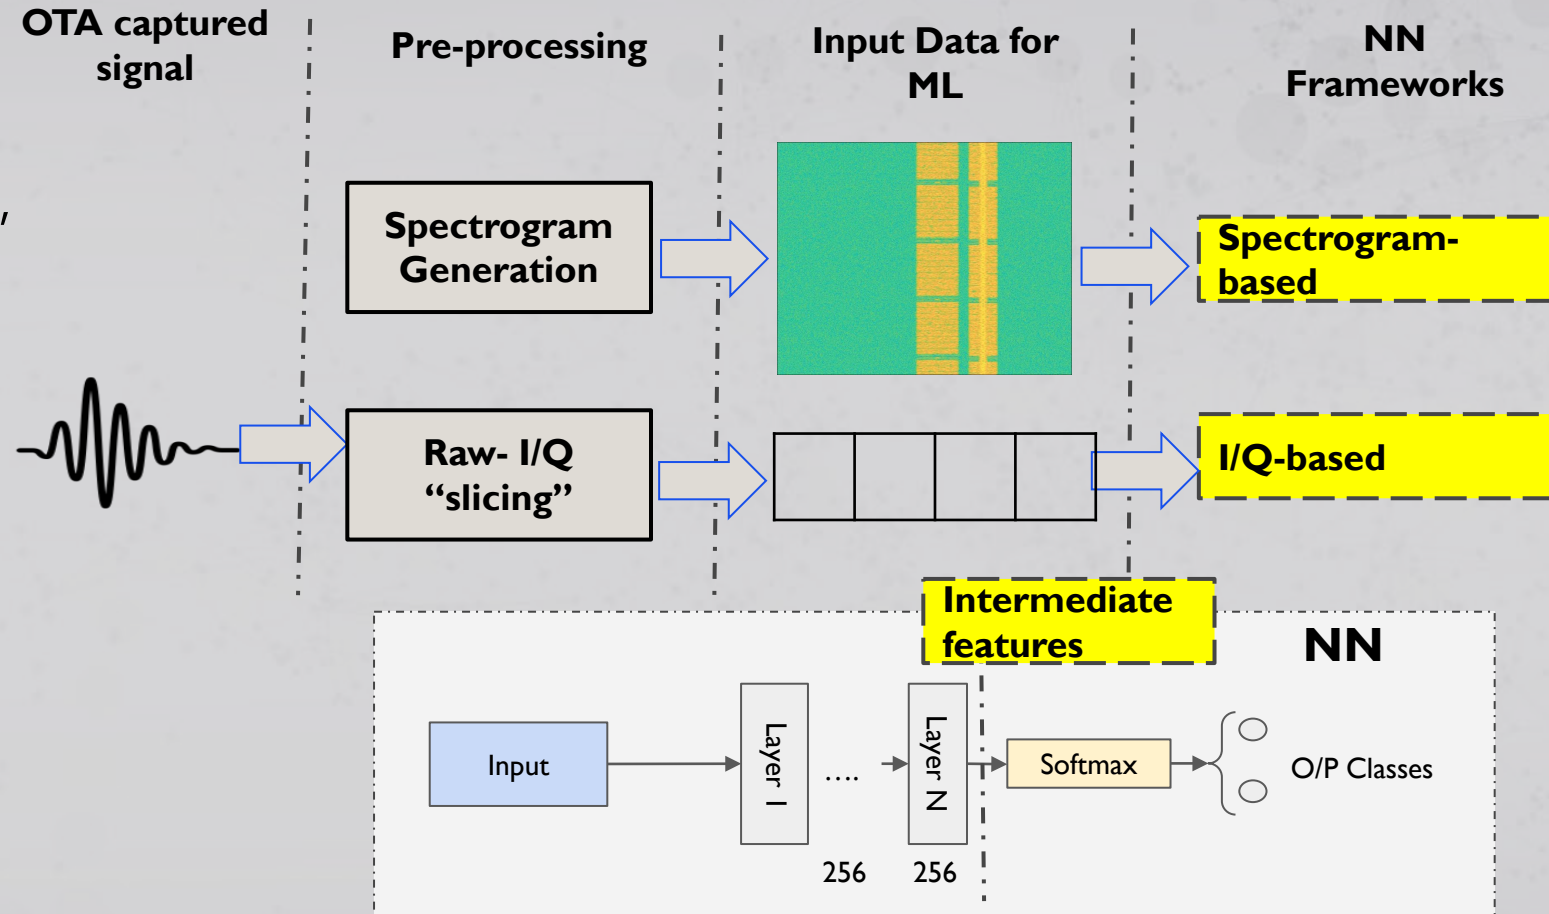 OTA captured
signal
Pre-processing
Input Data for
ML
NN
Frameworks
Spectrogram
Generation
Spectrogram-
based
Raw- I/Q
“slicing”
I/Q-based
Intermediate
features
NN
Input
Layer 1
....
Layer N
Softmax
O/P Classes
256
256